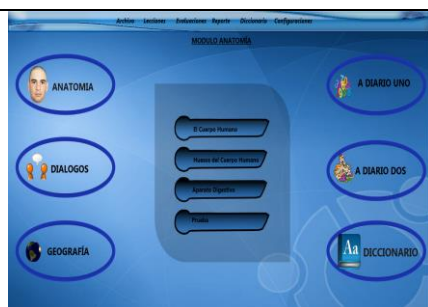 Archivo Lecciones Evaluaciones Reporte Diccionario Configuraciones
MODULO ANATOMÍA
ANATOMIA
DIALOGOS
GEOGRAFÍA
El Cuerpo Humano
Huesos del Cuerpo Humano
Aparato Digestivo
Prueba
A DIARIO UNO
A DIARIO DOS
Aa
DICCIONARIO